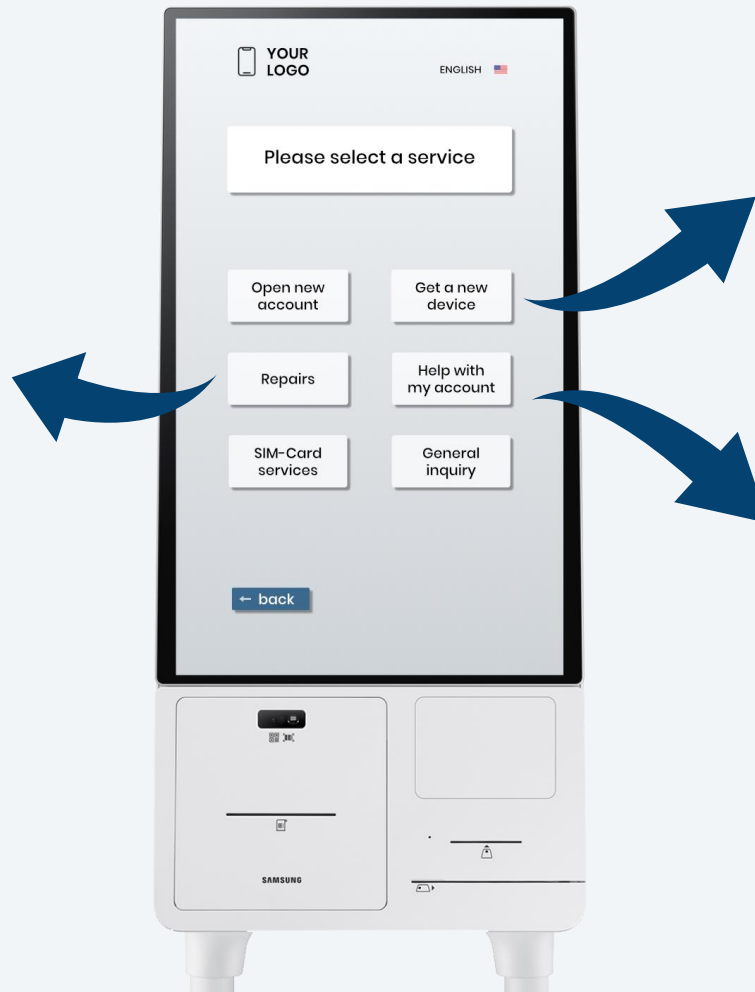 YOUR
LOGO
ENGLISH
Please select a service
Open new
account
Get a new
device
Repairs
Help with
my account
SIM-Card
services
General
inquiry
← back
SAMSUNG